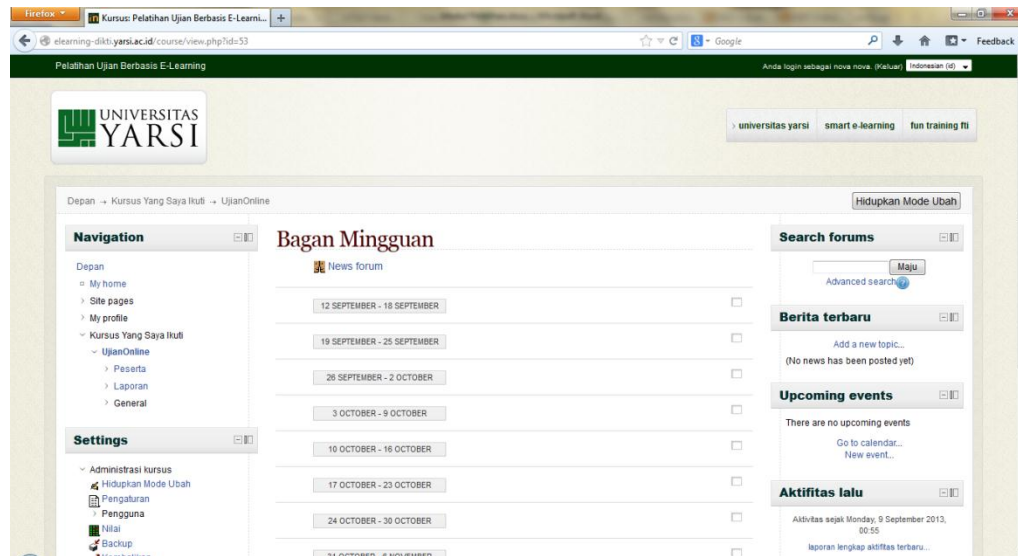 Firefox
Kursus: Pelatihan Ujian Berbasis E-Learni...
elearning-dikti.yarsi.ac.id/course/view.php?id=53
Google
Feedback
Pelatihan Ujian Berbasis E-Learning
Anda login sebagai nova nova. (Keluar)
Indonesian (id)
UNIVERSITAS
YARSI
universitas yarsi
smart e-learning
fun training fti
Depan → Kursus Yang Saya Ikuti → UjianOnline
Hidupkan Mode Ubah
Navigation
Depan
My home
Site pages
My profile
Kursus Yang Saya Ikuti
UjianOnline
Peserta
Laporan
General
Settings
Administrasi kursus
Hidupkan Mode Ubah
Pengaturan
Pengguna
Nilai
Backup
Bagan Mingguan
News forum
12 SEPTEMBER - 18 SEPTEMBER
19 SEPTEMBER - 25 SEPTEMBER
26 SEPTEMBER - 2 OCTOBER
3 OCTOBER - 9 OCTOBER
10 OCTOBER - 16 OCTOBER
17 OCTOBER - 23 OCTOBER
24 OCTOBER - 30 OCTOBER
31 OCTOBER - 6 NOVEMBER
Search forums
Maju
Advanced search
Berita terbaru
Add a new topic...
(No news has been posted yet)
Upcoming events
There are no upcoming events
Go to calendar...
New event...
Aktifitas lalu
Aktivitas sejak Monday, 9 September 2013,
00:55
laporan lengkap aktifitas terbaru...